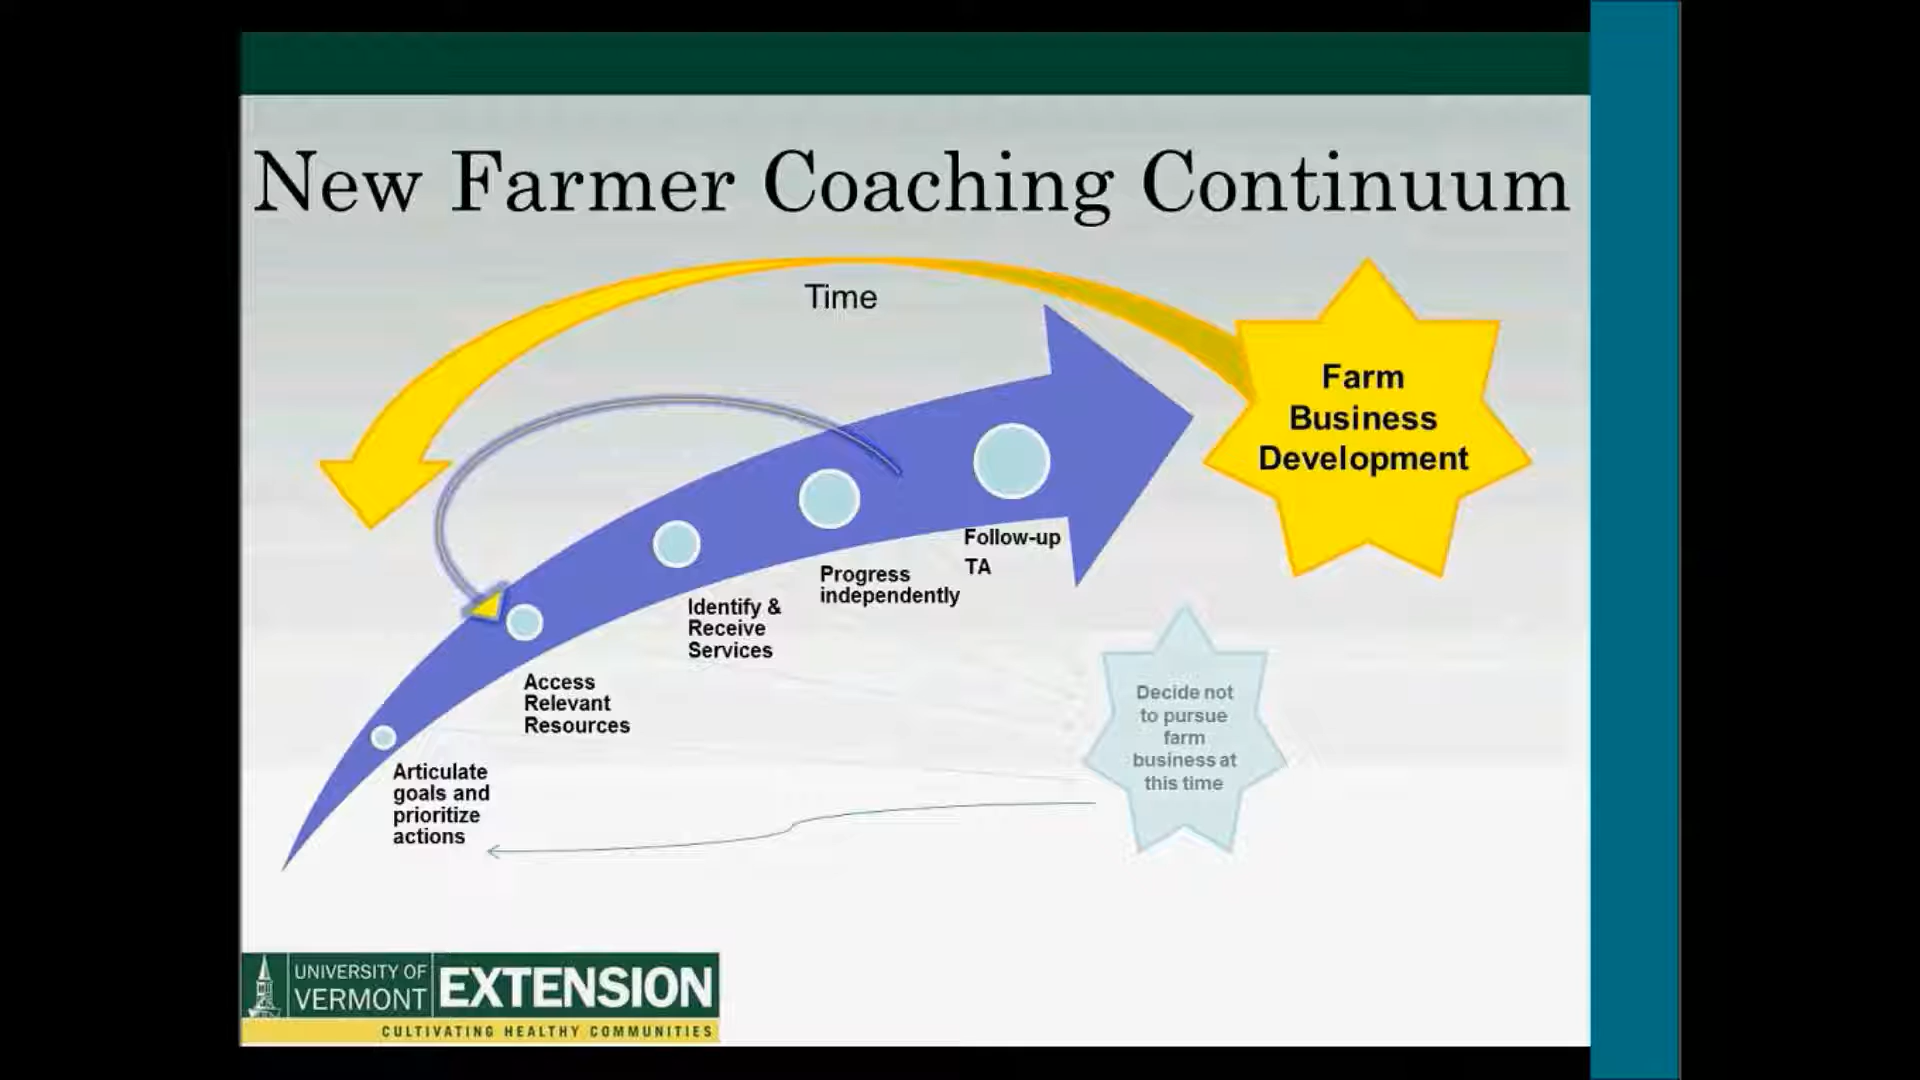 New Farmer Coaching Continuum
Time
Farm
Business
Development
Follow-up
TA
Progress
independently
Identify &
Receive
Services
Access
Relevant
Resources
Articulate
goals and
prioritize
actions
Decide not
to pursue
farm
business at
this time
UNIVERSITY OF
VERMONT
EXTENSION
CULTIVATING HEALTHY COMMUNITIES